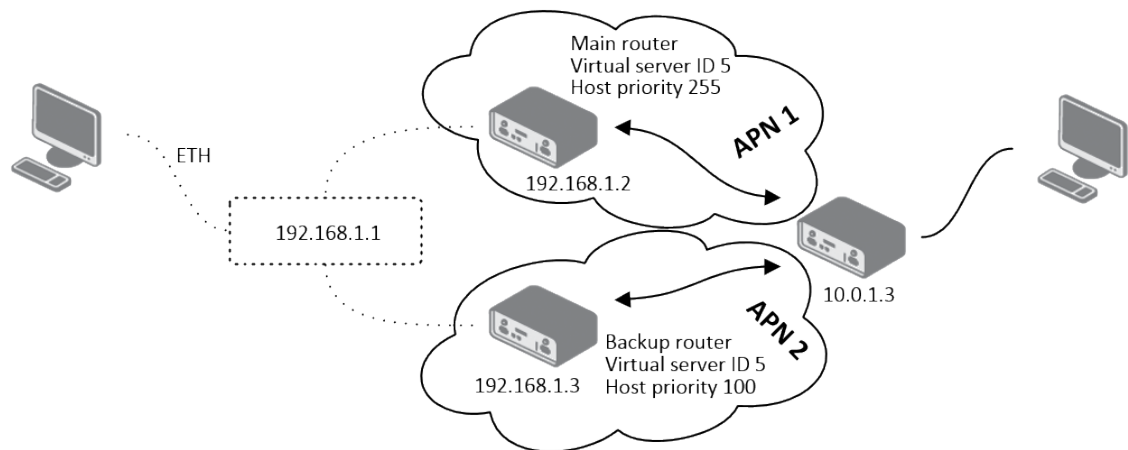 Main router
Virtual server ID 5
Host priority 255
APN 1
ETH
192.168.1.2
192.168.1.1
10.0.1.3
APN 2
Backup router
Virtual server ID 5
192.168.1.3
Host priority 100